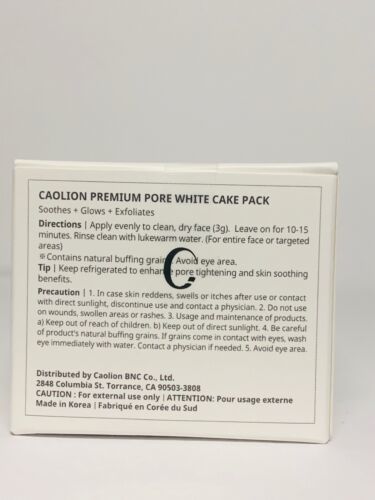 CAOLION PREMIUM PORE WHITE CAKE PACK
Soothes + Glows + Exfoliates
Directions | Apply evenly to clean, dry face (3g). Leave on for 10-15
minutes. Rinse clean with lukewarm water. (For entire face or targeted
areas)
※Contains natural buffing grain. Avoid eye area.
Tip | Keep refrigerated to enhance pore tightening and skin soothing
benefits.
Precaution | 1. In case skin reddens, swells or itches after use or contact
with direct sunlight, discontinue use and contact a physician. 2. Do not use
on wounds, swollen areas or rashes. 3. Usage and maintenance of products.
a) Keep out of reach of children. b) Keep out of direct sunlight. 4. Be careful
of product's natural buffing grains. If grains come in contact with eyes, wash
eye immediately with water. Contact a physician if needed. 5. Avoid eye area.
Distributed by Caolion BNC Co., Ltd.
2848 Columbia St. Torrance, CA 90503-3808
CAUTION : For external use only | ATTENTION: Pour usage externe
Made in Korea | Fabriqué en Corée du Sud